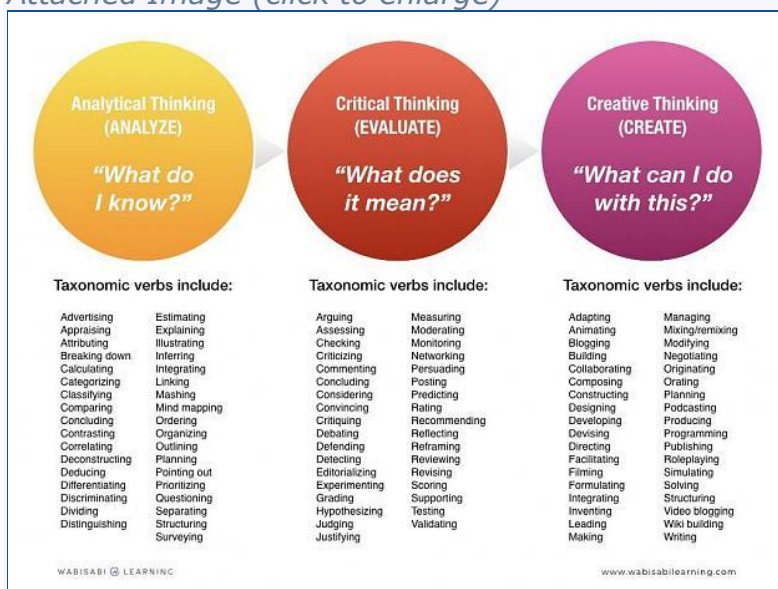 Attached Image (click to enlarge)
Analytical Thinking
(ANALYZE)
“What do
I know?”
Critical Thinking
(EVALUATE)
“What does
it mean?”
Creative Thinking
(CREATE)
“What can I do
with this?”
Taxonomic verbs include:
Advertising
Appraising
Attributing
Breaking down
Calculating
Categorizing
Classifying
Comparing
Concluding
Contrasting
Correlating
Deconstructing
Deducing
Differentiating
Discriminating
Dividing
Distinguishing
Estimating
Explaining
Illustrating
Inferring
Integrating
Linking
Mashing
Mind mapping
Ordering
Organizing
Outlining
Planning
Pointing out
Prioritizing
Questioning
Separating
Structuring
Surveying
Taxonomic verbs include:
Arguing
Assessing
Checking
Criticizing
Commenting
Concluding
Considering
Convincing
Critiquing
Debating
Defending
Detecting
Editorializing
Experimenting
Grading
Hypothesizing
Judging
Justifying
Measuring
Moderating
Monitoring
Networking
Persuading
Posting
Predicting
Rating
Recommending
Reflecting
Reframing
Reviewing
Revising
Scoring
Supporting
Testing
Validating
Taxonomic verbs include:
Adapting
Animating
Blogging
Building
Collaborating
Composing
Constructing
Designing
Developing
Devising
Directing
Facilitating
Filming
Formulating
Integrating
Inventing
Leading
Making
Managing
Mixing/remixing
Modifying
Negotiating
Originating
Orating
Planning
Podcasting
Producing
Programming
Publishing
Roleplaying
Simulating
Solving
Structuring
Video blogging
Wiki building
Writing
WABISABI @ LEARNING
www.wabisabilearning.com